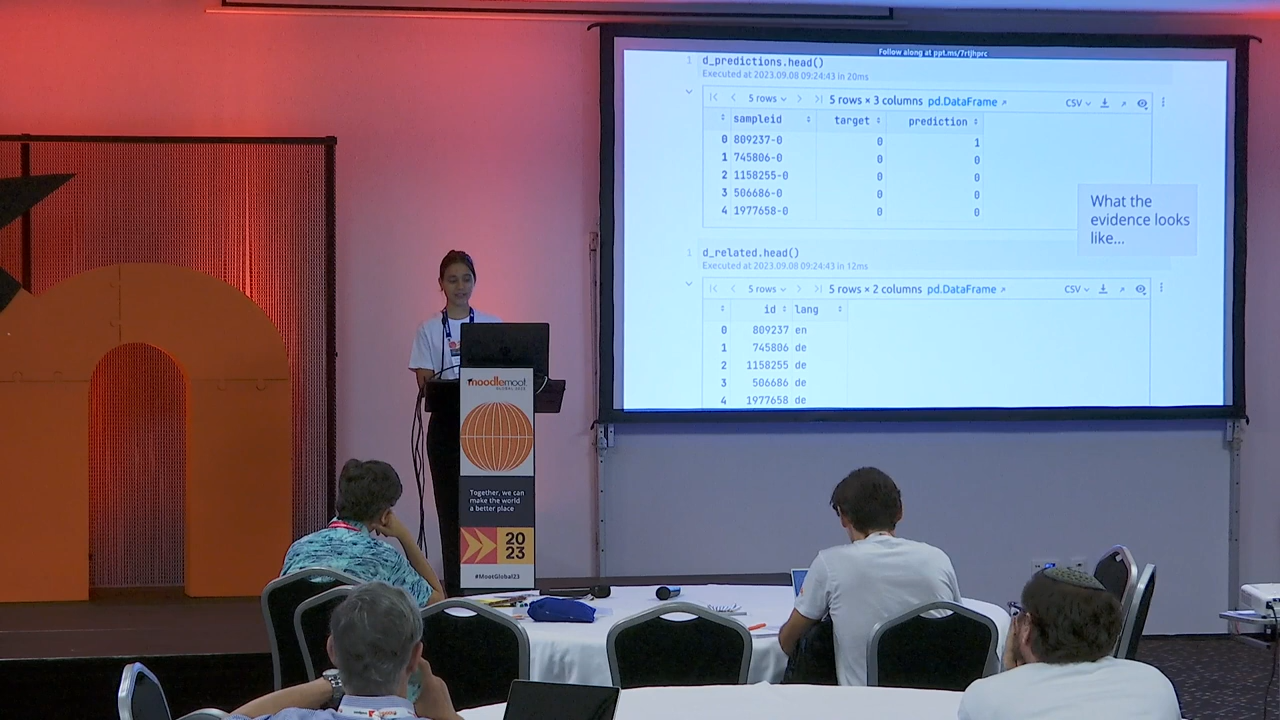 Follow along at ppt.ms/7rtjhprc
1 d_predictions.head()
Executed at 2023.09.08 09:24:43 in 20ms
5 rows 5 rows × 3 columns pd.DataFrame CSV
sampleid target prediction
0 809237-0 0 1
1 745806-0 0 0
2 1158255-0 0 0
3 506686-0 0 0
4 1977658-0 0 0
What the
evidence looks
like...
1 d_related.head()
Executed at 2023.09.08 09:24:43 in 12ms
5 rows 5 rows × 2 columns pd.DataFrame CSV
id lang
0 809237 en
1 745806 de
2 1158255 de
3 506686 de
4 1977658 de
moodlemoot
GLOBAL 2023
Together, we can
make the world
a better place
20
23
#MootGlobal23